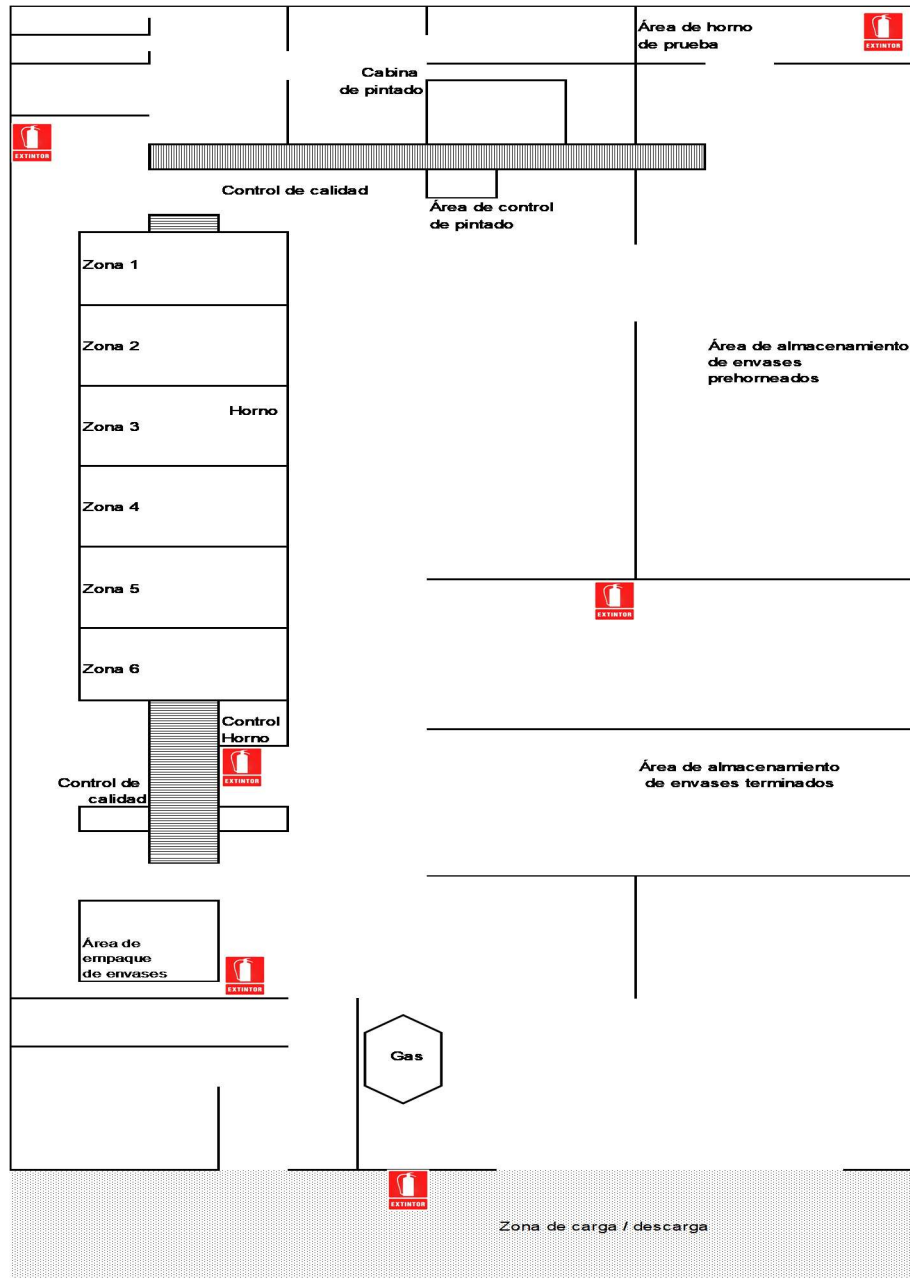 Área de horno
de prueba
EXTINTOR
Cabina
de pintado
EXTINTOR
Control de calidad
Área de control
de pintado
Zona 1
Zona 2
Área de almacenamiento
de envases
prehorneados
Horno
Zona 3
Zona 4
Zona 5
EXTINTOR
Zona 6
Control
Horno
EXTINTOR
Área de almacenamiento
de envases terminados
Control de
calidad
Área de
empaque
de envases
EXTINTOR
Gas
EXTINTOR
Zona de carga / descarga